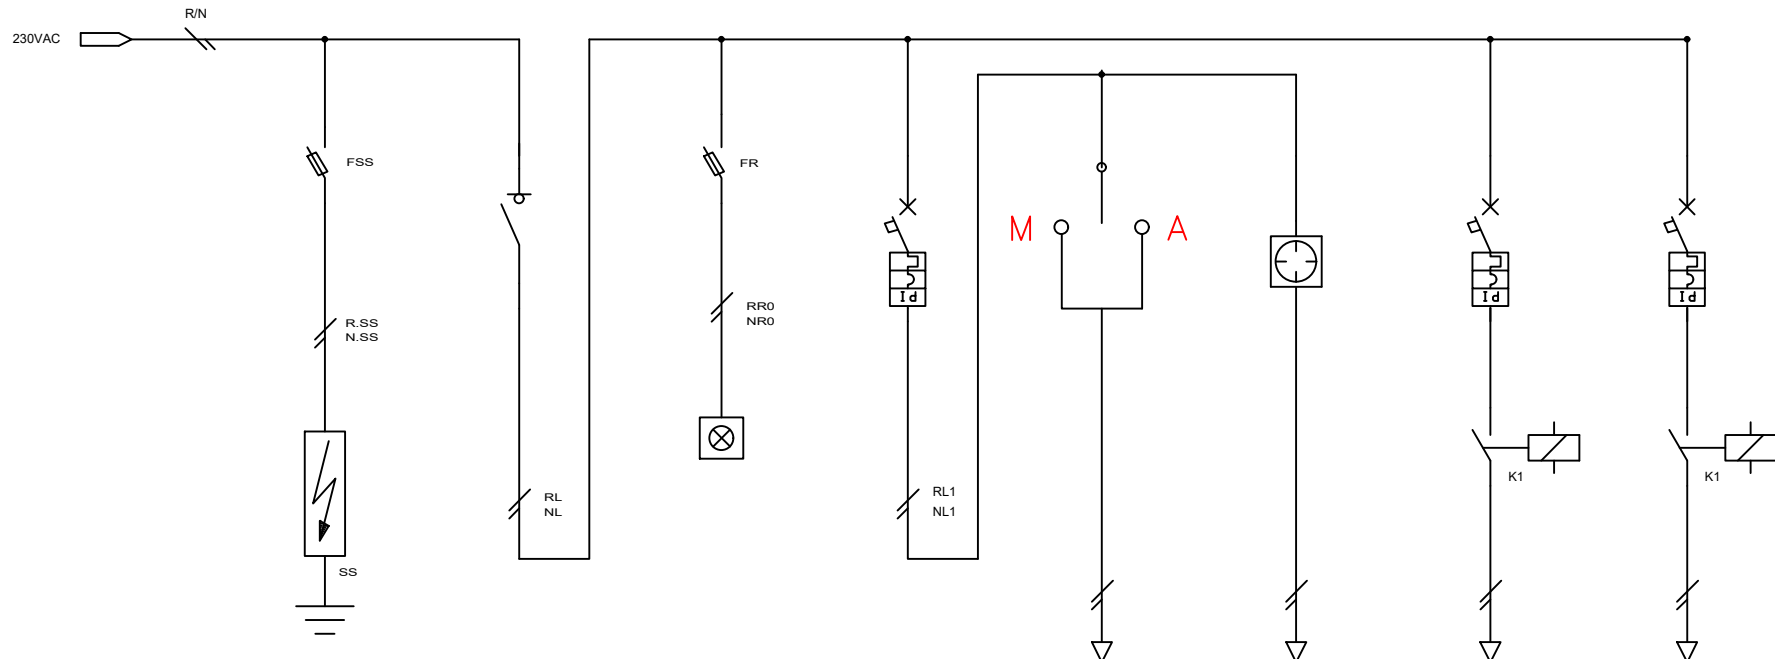 R/N
230VAC
FSS
FR
M
A
Id
Id
Id
RR0
NR0
R.SS
N.SS
K1
K1
RL
NL
RL1
NL1
SS